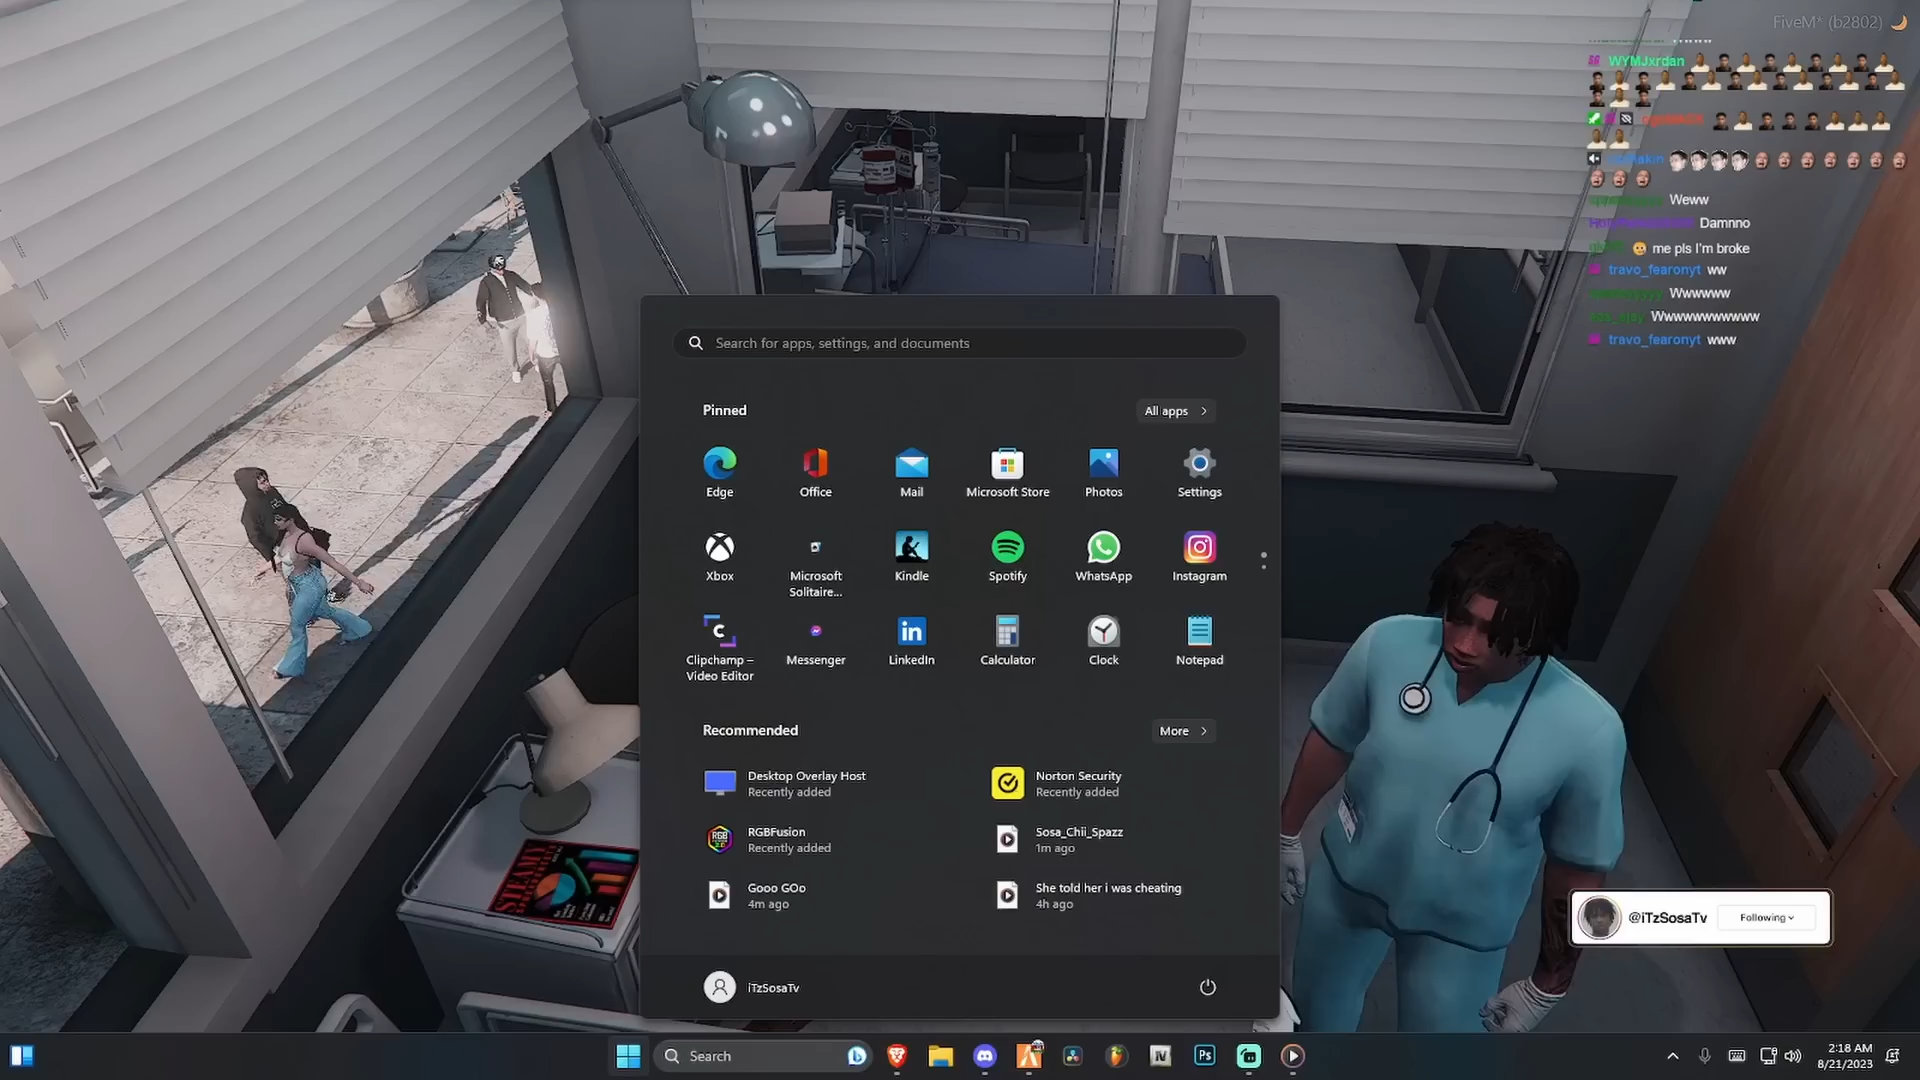 FiveM* (b2802)
WYMJxrdan
Weww
Damnno
me pls I'm broke
travo_fearonyt ww
Wwwwww
Wwwwwwwwwww
travo_fearonyt www
Search for apps, settings, and documents
Pinned
All apps
Edge
Office
Mail
Microsoft Store
Photos
Settings
Xbox
Microsoft
Solitaire...
Kindle
Spotify
WhatsApp
Instagram
Clipchamp –
Video Editor
Messenger
LinkedIn
Calculator
Clock
Notepad
Recommended
More
Desktop Overlay Host
Recently added
Norton Security
Recently added
RGBFusion
Recently added
Sosa_Chii_Spazz
1m ago
Gooo GOo
4m ago
She told her i was cheating
4h ago
STEAMY
@iTzSosaTv
Following
iTzSosaTv
Search
2:18 AM
8/21/2023